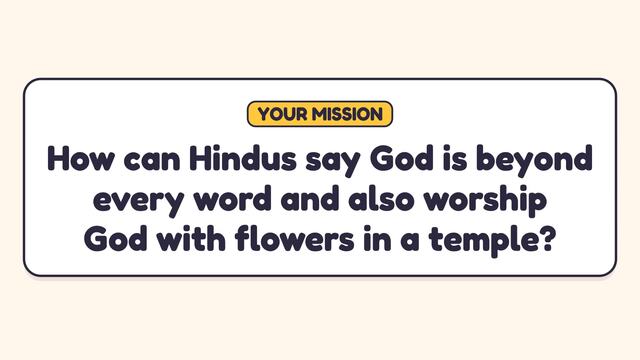 YOUR MISSION
How can Hindus say God is beyond
every word and also worship
God with flowers in a temple?